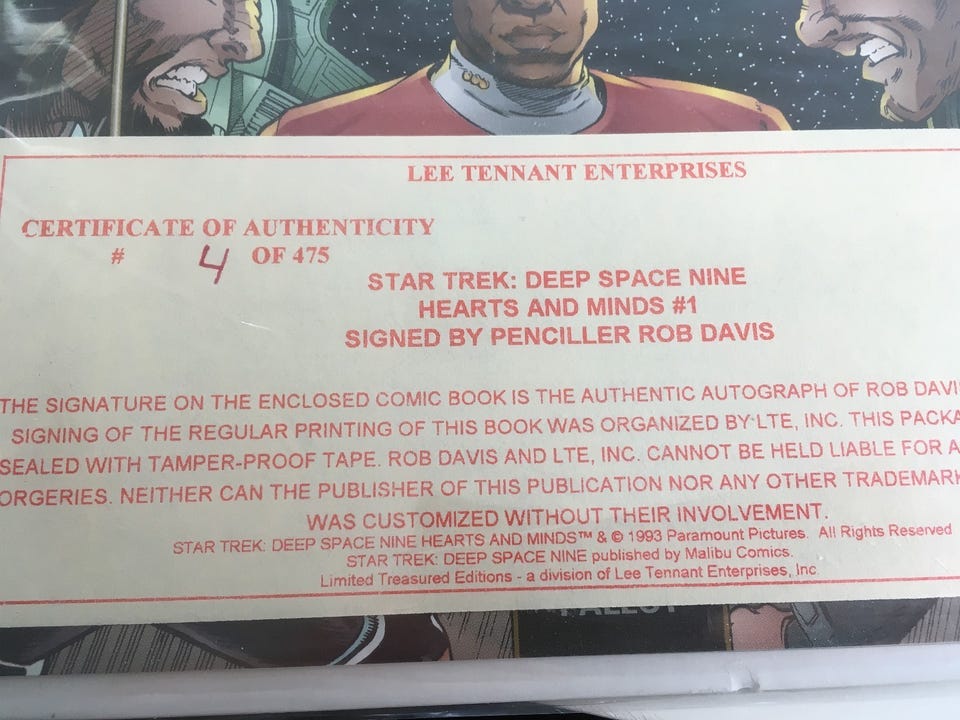 LEE TENNANT ENTERPRISES
CERTIFICATE OF AUTHENTICITY
# 4 OF 475
STAR TREK: DEEP SPACE NINE
HEARTS AND MINDS #1
SIGNED BY PENCILLER ROB DAVIS
THE SIGNATURE ON THE ENCLOSED COMIC BOOK IS THE AUTHENTIC AUTOGRAPH OF ROB DAVI
SIGNING OF THE REGULAR PRINTING OF THIS BOOK WAS ORGANIZED BY LTE, INC. THIS PACKA
SEALED WITH TAMPER-PROOF TAPE. ROB DAVIS AND LTE, INC. CANNOT BE HELD LIABLE FOR A
ORGERIES. NEITHER CAN THE PUBLISHER OF THIS PUBLICATION NOR ANY OTHER TRADEMARK
WAS CUSTOMIZED WITHOUT THEIR INVOLVEMENT.
STAR TREK: DEEP SPACE NINE HEARTS AND MINDS™ & © 1993 Paramount Pictures. All Rights Reserved
STAR TREK: DEEP SPACE NINE published by Malibu Comics.
Limited Treasured Editions - a division of Lee Tennant Enterprises, Inc.